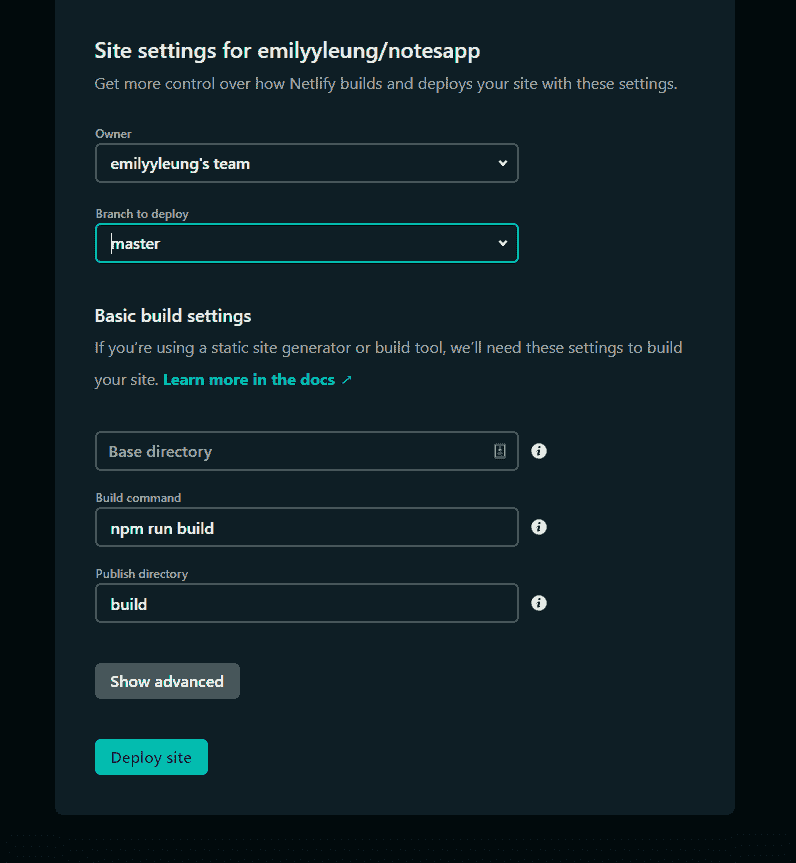 Site settings for emilyyleung/notesapp
Get more control over how Netlify builds and deploys your site with these settings.
Owner
emilyyleung's team
Branch to deploy
master
Basic build settings
If you’re using a static site generator or build tool, we’ll need these settings to build
your site. Learn more in the docs ↗
Base directory
Build command
npm run build
Publish directory
build
Show advanced
Deploy site